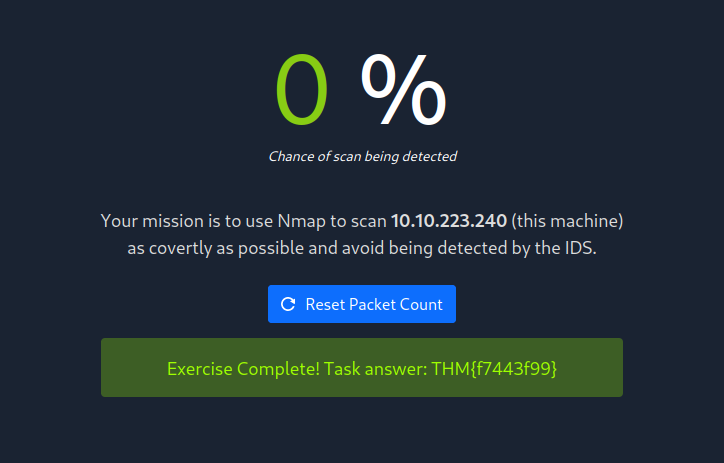 0 %
Chance of scan being detected
Your mission is to use Nmap to scan 10.10.223.240 (this machine)
as covertly as possible and avoid being detected by the IDS.
Reset Packet Count
Exercise Complete! Task answer: THM{f7443f99}